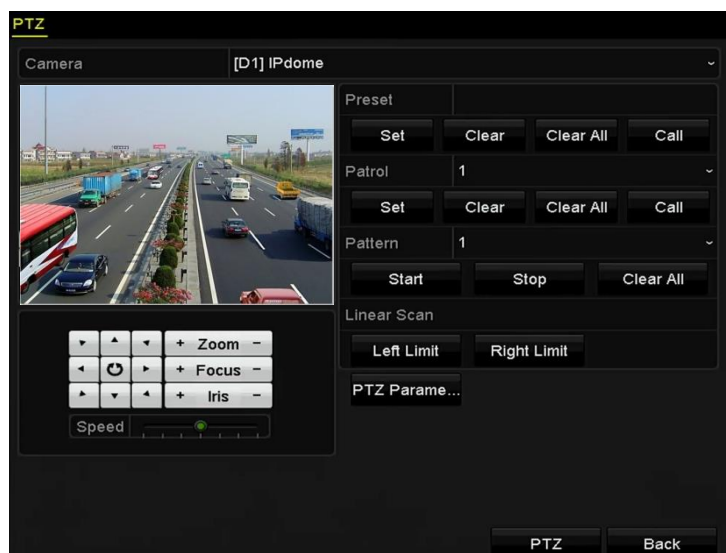 PTZ
Camera [D1] IPdome
Preset
Set Clear Clear All Call
Patrol 1
Set Clear Clear All Call
Pattern 1
Start Stop Clear All
Linear Scan
Left Limit Right Limit
PTZ Parame...
+ Zoom -
+ Focus -
+ Iris -
Speed
PTZ Back